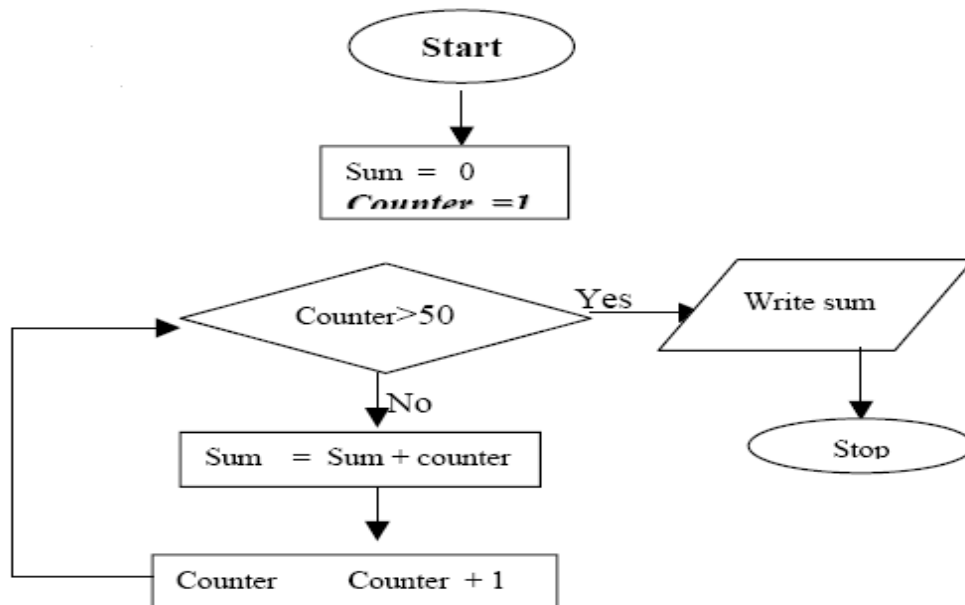 Start
Sum = 0
Counter =1
Counter>50
Yes
Write sum
No
Sum = Sum + counter
Stop
Counter Counter + 1